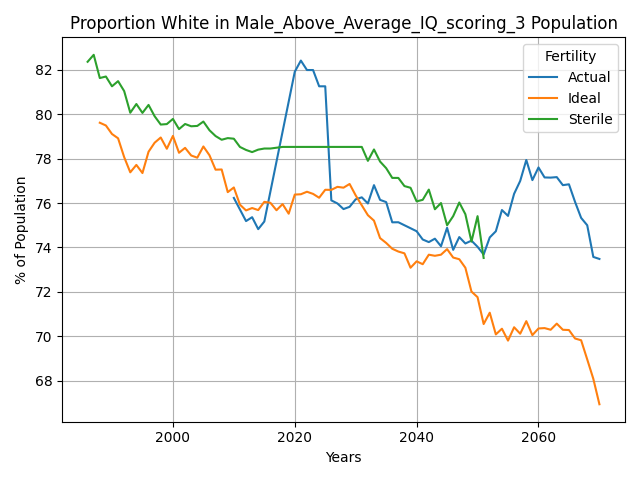 Proportion White in Male_Above_Average_IQ_scoring_3 Population
Fertility
Actual
Ideal
Sterile
% of Population
82
80
78
76
74
72
70
68
2000 2020 2040 2060
Years